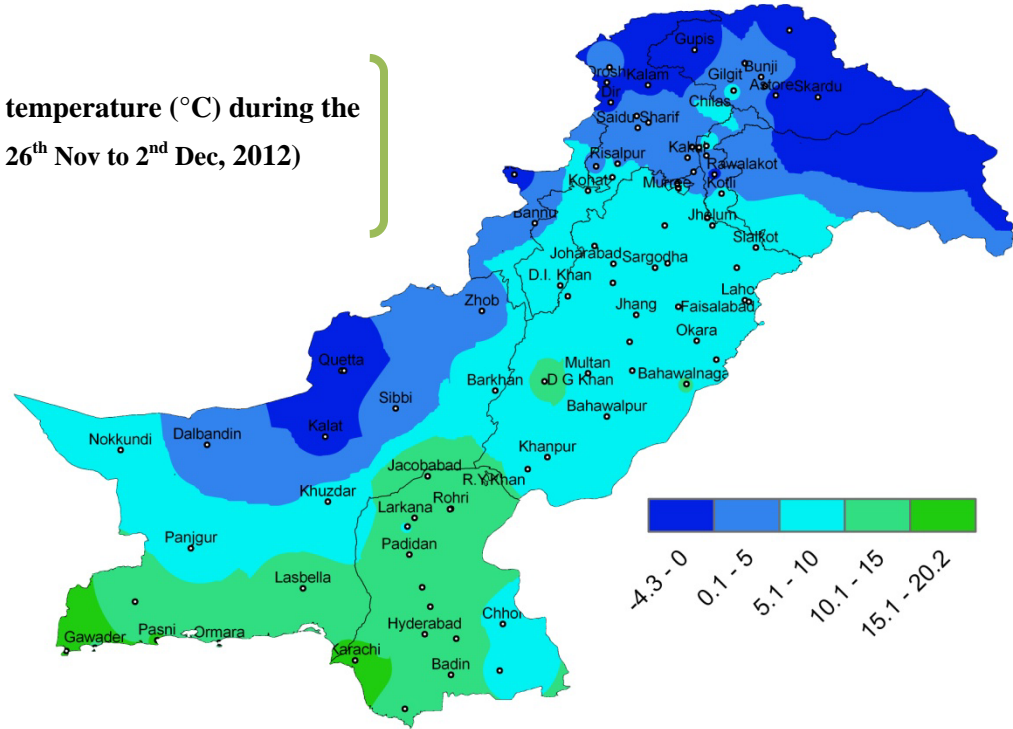 temperature (°C) during the
26th Nov to 2nd Dec, 2012)
Gupis
Bunji
Gilgit
Kalam
Astore
Skardu
Dir
Chilas
Saidu Sharif
Risalpur
Rawalakot
Kohat
Kotli
Bannu
Jhelum
Sialkot
Joharabad
Sargodha
D.I. Khan
Zhob
Jhang
Faisalabad
Okara
Quetta
Multan
Barkhan
D G Khan
Bahawalnaga
Sibbi
Bahawalpur
Kalat
Nokkundi
Dalbandin
Khanpur
Jacobabad
R.Y.Khan
Khuzdar
Rohri
Larkana
Padidan
Panjgur
Lasbella
Chhor
Hyderabad
Pasni
Ormara
Gawader
Karachi
Badin
-4.3 - 0
0.1 - 5
5.1 - 10
10.1 - 15
15.1 - 20.2